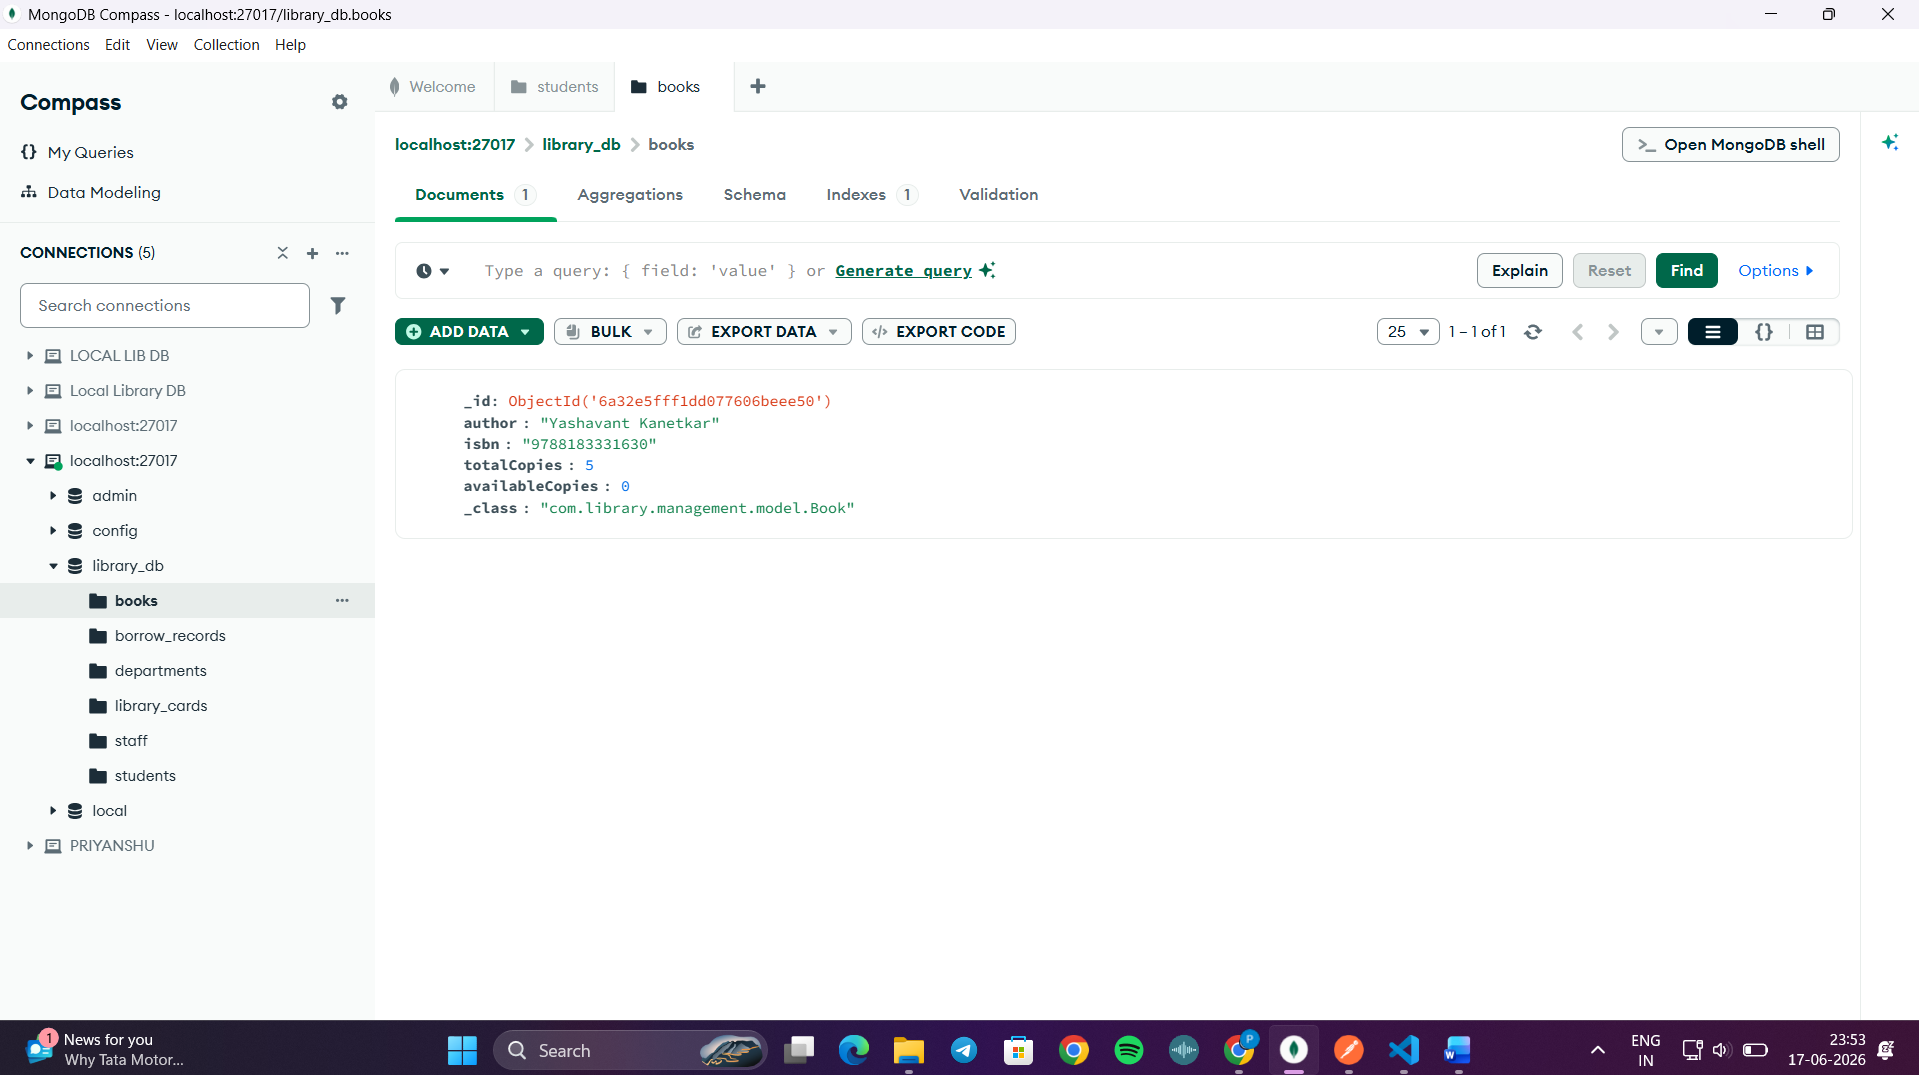 MongoDB Compass - localhost:27017/library_db.books
Connections Edit View Collection Help
Compass
My Queries
Data Modeling
CONNECTIONS (5)
Search connections
LOCAL LIB DB
Local Library DB
localhost:27017
localhost:27017
admin
config
library_db
books
borrow_records
departments
library_cards
staff
students
local
PRIYANSHU
Welcome students books
localhost:27017 library_db books
>_ Open MongoDB shell
Documents 1 Aggregations Schema Indexes 1 Validation
Type a query: { field: 'value' } or Generate query
Explain Reset Find Options
ADD DATA BULK EXPORT DATA EXPORT CODE
25 1 – 1 of 1
_id: ObjectId('6a32e5fff1dd077606beee50')
author : "Yashavant Kanetkar"
isbn : "9788183331630"
totalCopies : 5
availableCopies : 0
_class : "com.library.management.model.Book"
1 News for you
Why Tata Motor...
Search
P
W
ENG
IN
23:53
17-06-2026